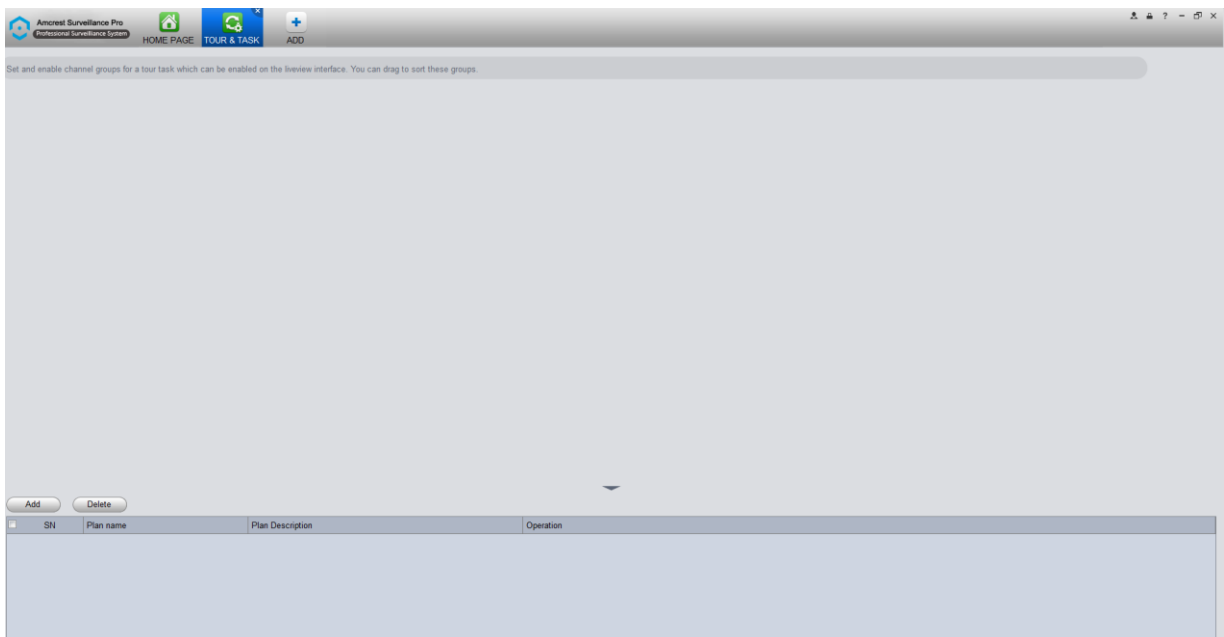 Amcrest Surveillance Pro
Professional Surveillance System
HOME PAGE
TOUR & TASK
ADD
Set and enable channel groups for a tour task which can be enabled on the liveview interface. You can drag to sort these groups.
Add
Delete
SN
Plan name
Plan Description
Operation